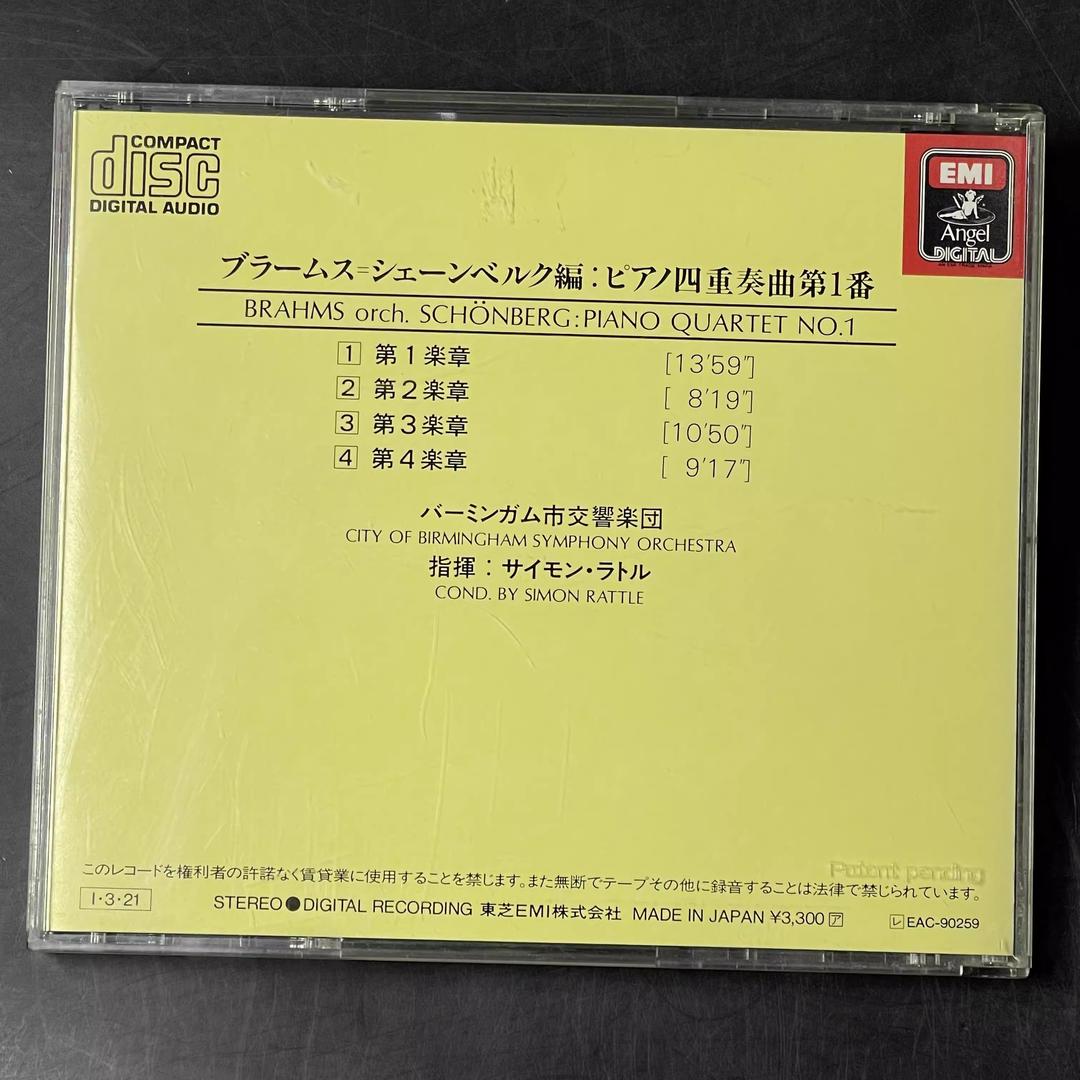 COMPACT
disc
DIGITAL AUDIO
EMI
Angel
DIGITAL
ブラームス=シェーンベルク編:ピアノ四重奏曲第1番
BRAHMS orch. SCHÖNBERG:PIANO QUARTET NO.1
1 第1楽章 [13'59"]
2 第2楽章 [ 8'19"]
3 第3楽章 [10'50"]
4 第4楽章 [ 9'17"]
バーミンガム市交響楽団
CITY OF BIRMINGHAM SYMPHONY ORCHESTRA
指揮:サイモン・ラトル
COND. BY SIMON RATTLE
Patent pending
このレコードを権利者の許諾なく賃貸業に使用することを禁じます。また無断でテープその他に録音することは法律で禁じられています。
I・3・21 STEREO●DIGITAL RECORDING 東芝EMI株式会社 MADE IN JAPAN ¥3,300 ア レ EAC-90259